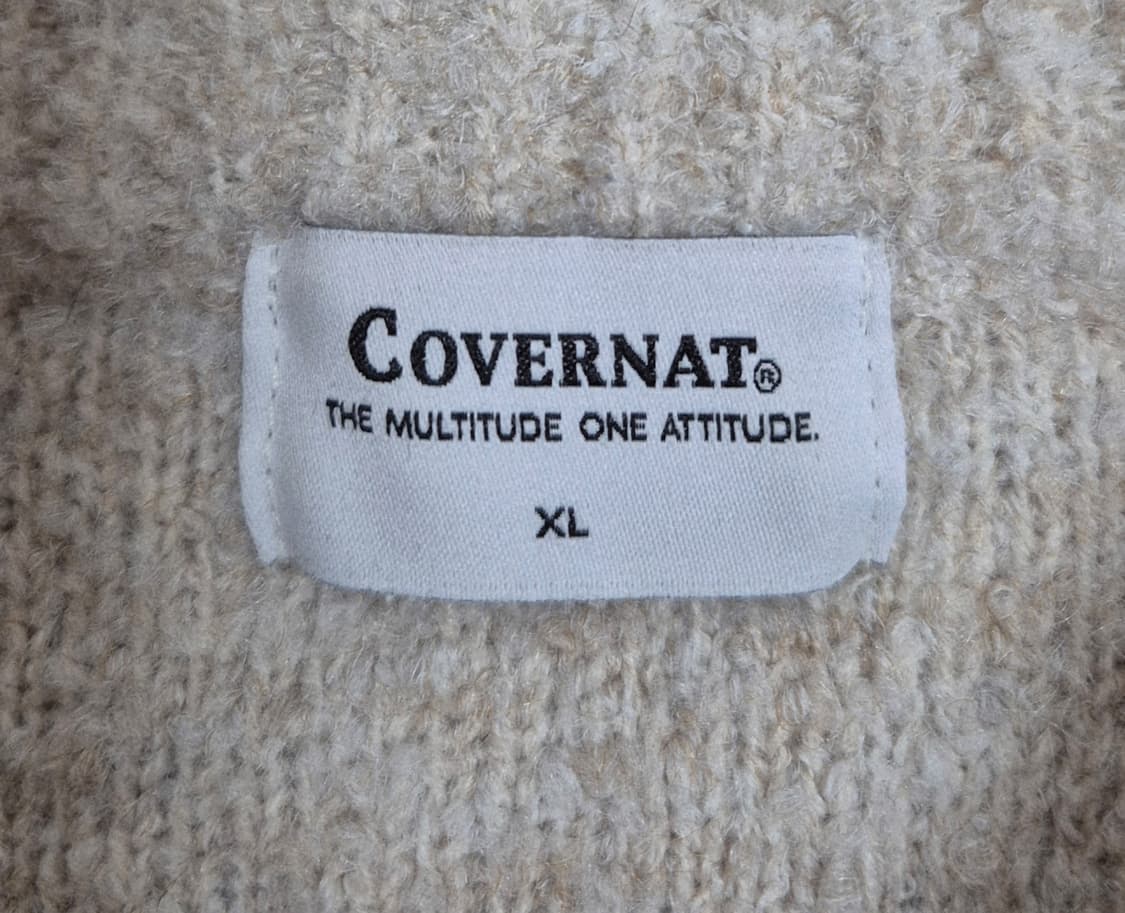 COVERNAT®
THE MULTITUDE ONE ATTITUDE.
XL